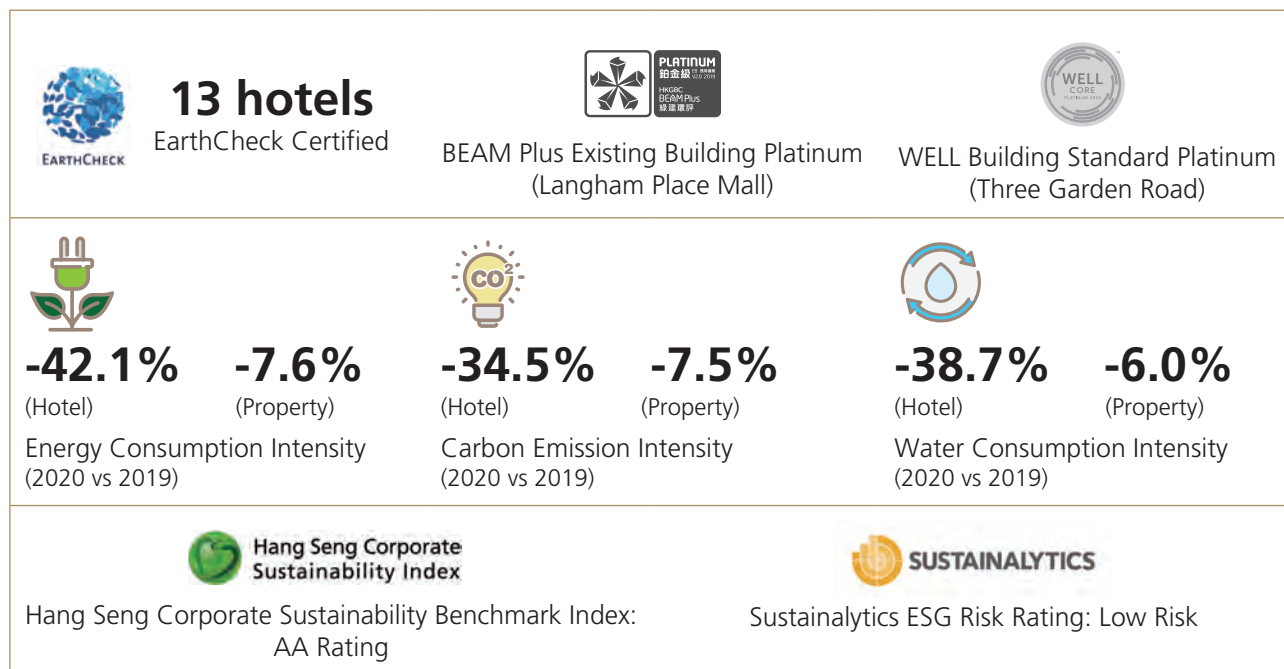 13 hotels
EarthCheck Certified
EARTHCHECK
PLATINUM
鉑金級
V2.0 2019
HKGBC
BEAM Plus
綠建環評
BEAM Plus Existing Building Platinum
(Langham Place Mall)
WELL
CORE
PLATINUM
WELL Building Standard Platinum
(Three Garden Road)
-42.1%
(Hotel)
-7.6%
(Property)
Energy Consumption Intensity
(2020 vs 2019)
CO²
-34.5%
(Hotel)
-7.5%
(Property)
Carbon Emission Intensity
(2020 vs 2019)
-38.7%
(Hotel)
-6.0%
(Property)
Water Consumption Intensity
(2020 vs 2019)
Hang Seng Corporate
Sustainability Index
Hang Seng Corporate Sustainability Benchmark Index:
AA Rating
SUSTAINALYTICS
Sustainalytics ESG Risk Rating: Low Risk